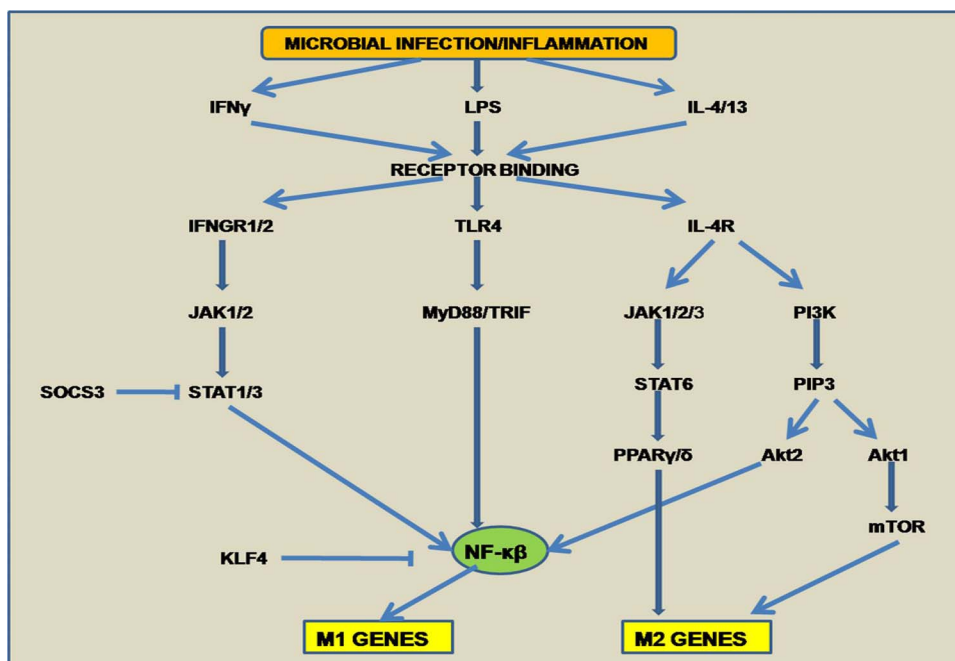 MICROBIAL INFECTION/INFLAMMATION
IFNγ LPS IL-4/13
RECEPTOR BINDING
IFNGR1/2 TLR4 IL-4R
JAK1/2 MyD88/TRIF JAK1/2/3 PI3K
SOCS3 STAT1/3 STAT6 PIP3
PPARγ/δ Akt2 Akt1
mTOR
KLF4 NF-κβ
M1 GENES M2 GENES